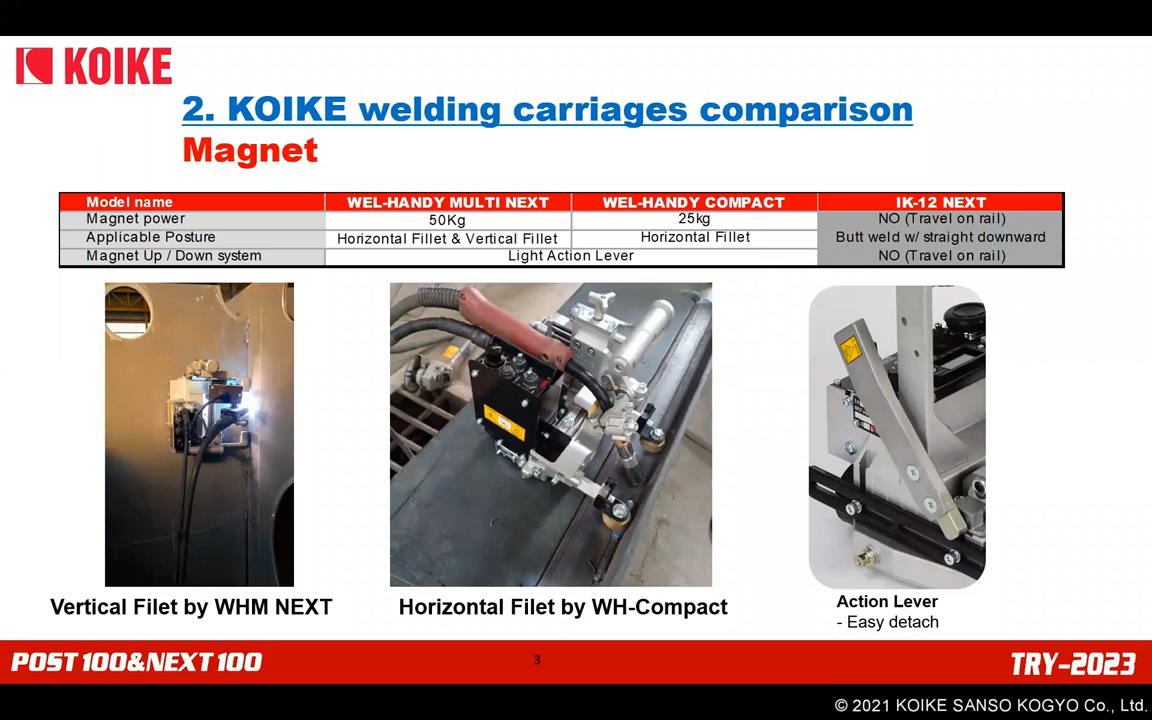 KOIKE
2. KOIKE welding carriages comparison
Magnet
Model name WEL-HANDY MULTI NEXT WEL-HANDY COMPACT IK-12 NEXT
Magnet power 50Kg 25kg NO (Travel on rail)
Applicable Posture Horizontal Fillet & Vertical Fillet Horizontal Fillet Butt weld w/ straight downward
Magnet Up / Down system Light Action Lever NO (Travel on rail)
Vertical Filet by WHM NEXT
Horizontal Filet by WH-Compact
Action Lever
- Easy detach
POST 100&NEXT 100
3
TRY-2023
© 2021 KOIKE SANSO KOGYO Co., Ltd.